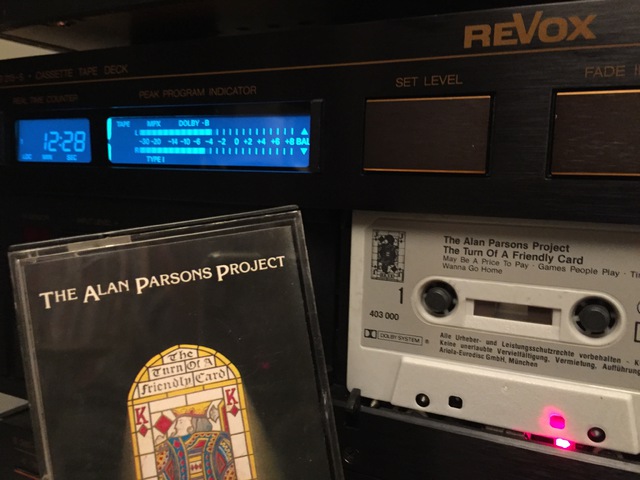 REVOX
CASSETTE TAPE DECK
REAL TIME COUNTER
PEAK PROGRAM INDICATOR
SET LEVEL
FADE
12:28
MIN SEC
TAPE MPX DOLBY-B
L
-30 -20 -14 -10 -6 -4 -2 0 +2 +4 +6 +8 BAL
R
TYPE I
THE ALAN PARSONS PROJECT
The
Turn Of A
Friendly Card
K K
The Alan Parsons Project
The Turn Of A Friendly Card
May Be A Price To Pay · Games People Play ·
Wanna Go Home
1
403 000
DOLBY SYSTEM
Alle Urheber- und Leistungsschutzrechte vorbehalten
Keine unerlaubte Vervielfältigung, Vermietung, Aufführung
Ariola-Eurodisc GmbH, München